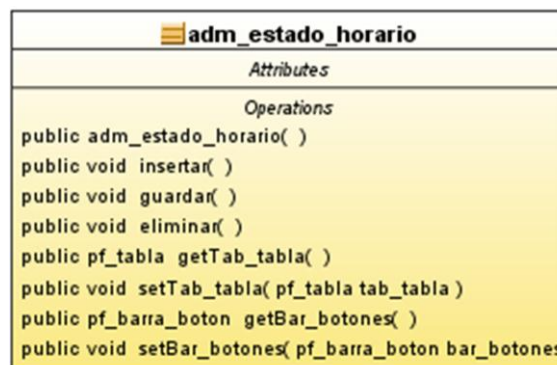 adm_estado_horario
Attributes
Operations
public adm_estado_horario( )
public void insertar( )
public void guardar( )
public void eliminar( )
public pf_tabla getTab_tabla( )
public void setTab_tabla( pf_tabla tab_tabla )
public pf_barra_boton getBar_botones( )
public void setBar_botones( pf_barra_boton bar_botones